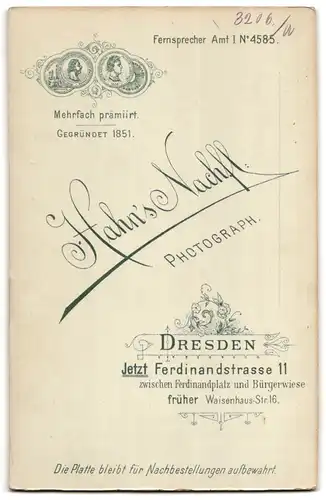 3206/a
Fernsprecher Amt I Nº 4585.
Mehrfach prämiirt.
GEGRÜNDET 1851.
Hahn's Nachfl.
PHOTOGRAPH.
DRESDEN
Jetzt Ferdinandstrasse 11
zwischen Ferdinandplatz und Bürgerwiese
früher Waisenhaus-Str. 16.
Die Platte bleibt für Nachbestellungen aufbewahrt.